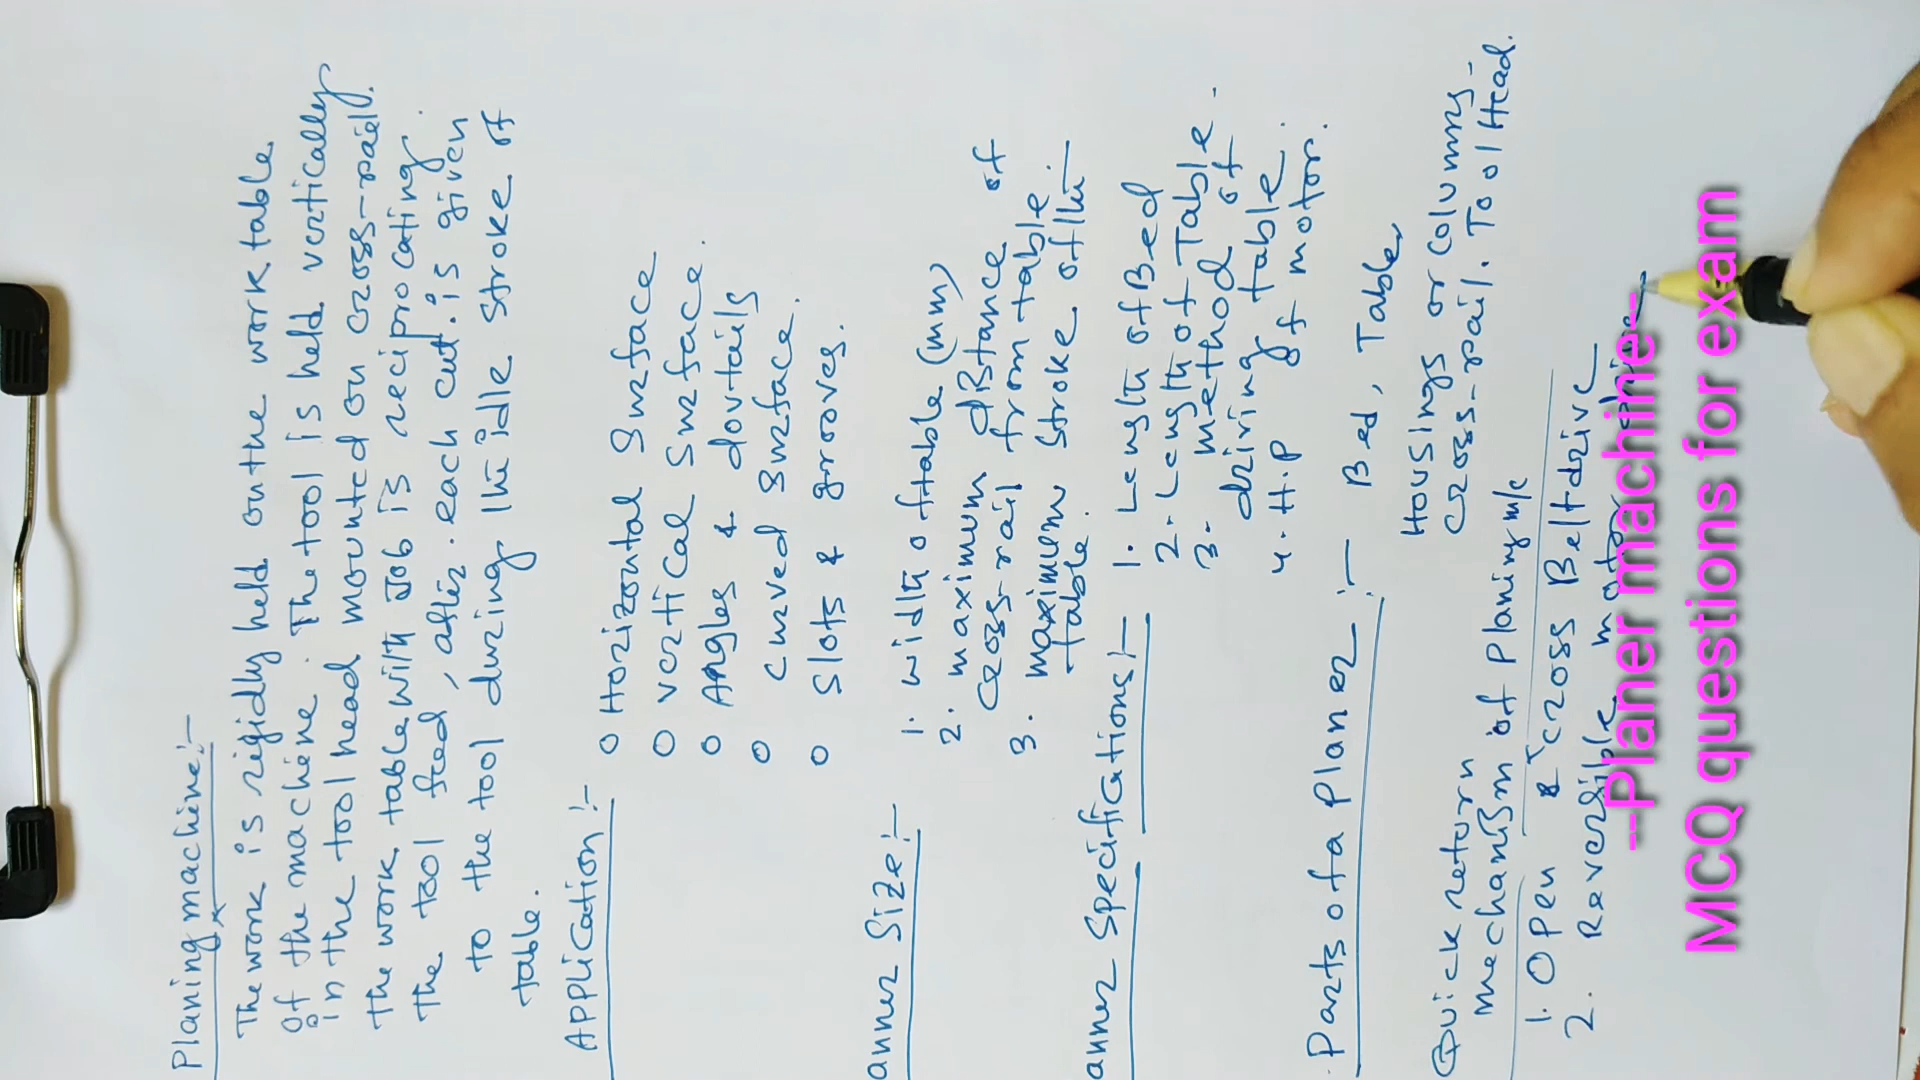 Planing machine:-
The work is rigidly held on the work table
of the machine. The tool is held vertically
in the tool head mounted on cross-rail.
The work table with Job is reciprocating.
The tool feed, after each cut. is given
to the tool during the idle stroke of
table.
Application:-
o Horizontal Surface
o vertical Surface.
o Angles & dovtails
o curved Surface.
o Slots & grooves.
anner Size:-
1. width of table (mm)
2. maximum distance of
cross-rail from table.
3. maximum stroke of the
table.
anner Specifications:-
1. Length of Bed
2. Length of Table.
3. method of
driving table.
4. H.P of motor.
Parts of a Planer:-
Bed, Table,
Housings or columns-
cross-rail. Tool Head.
Quick return
mechanism of Planing m/c
1. Open & cross Belt drive
2. Reversible motor
--Planer machine--
MCQ questions for exam